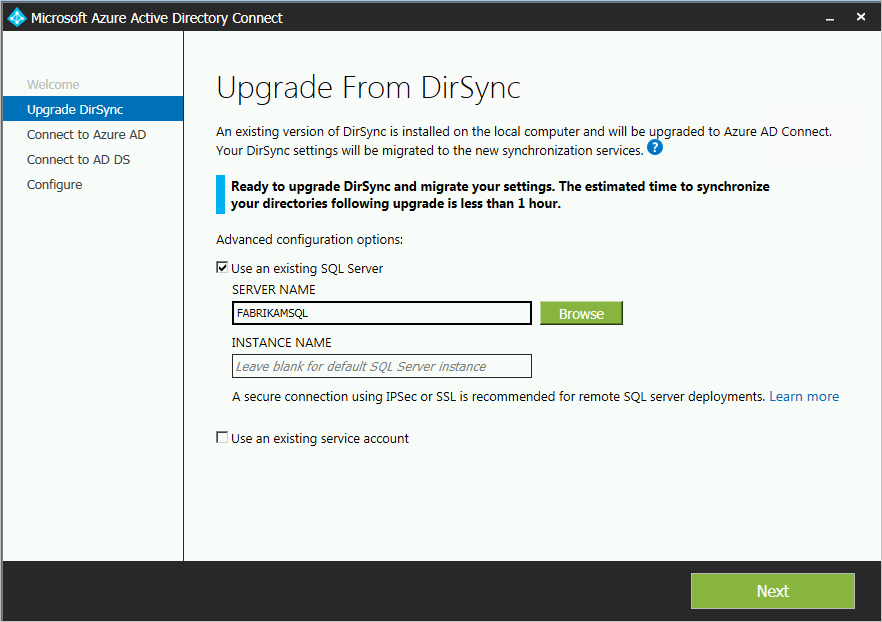 Microsoft Azure Active Directory Connect
Welcome
Upgrade DirSync
Connect to Azure AD
Connect to AD DS
Configure
Upgrade From DirSync
An existing version of DirSync is installed on the local computer and will be upgraded to Azure AD Connect.
Your DirSync settings will be migrated to the new synchronization services. ?
Ready to upgrade DirSync and migrate your settings. The estimated time to synchronize
your directories following upgrade is less than 1 hour.
Advanced configuration options:
Use an existing SQL Server
SERVER NAME
FABRIKAMSQL
Browse
INSTANCE NAME
Leave blank for default SQL Server instance
A secure connection using IPSec or SSL is recommended for remote SQL server deployments. Learn more
Use an existing service account
Next